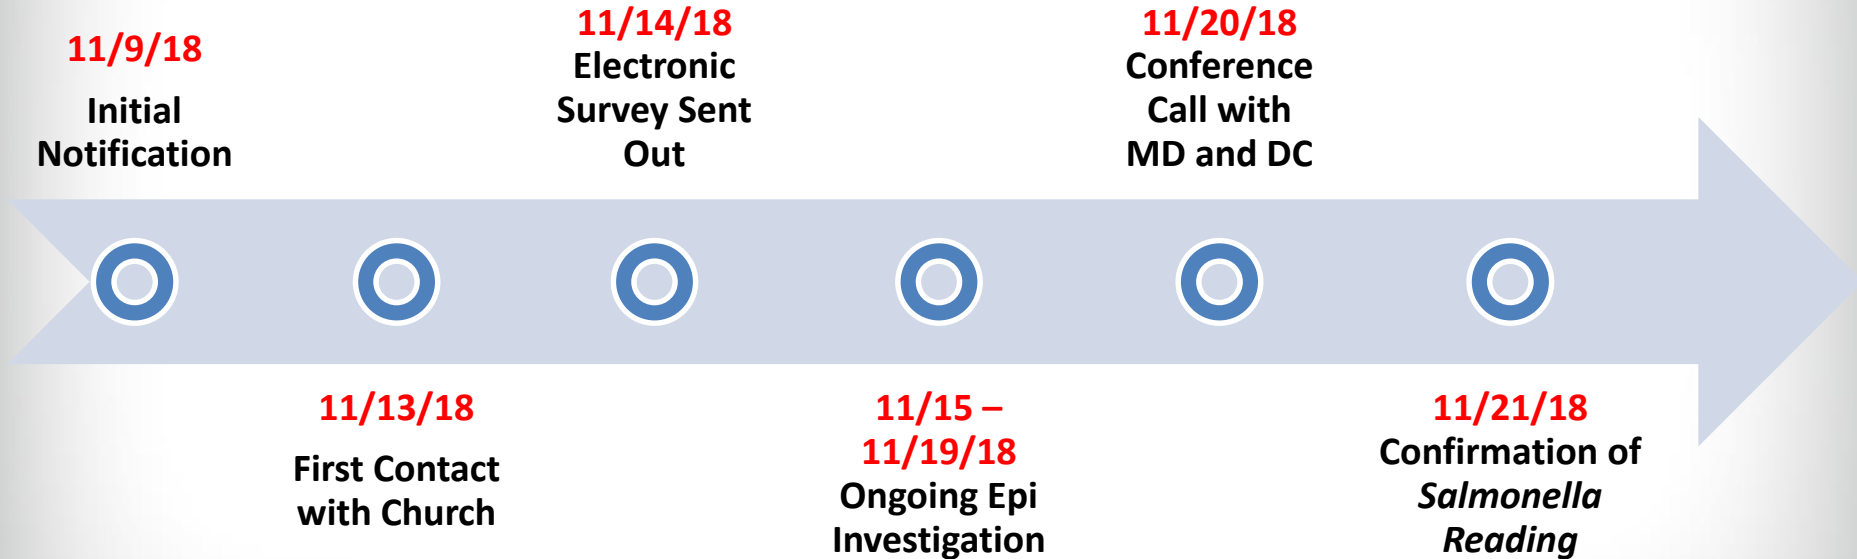 11/9/18
Initial
Notification
11/13/18
First Contact
with Church
11/14/18
Electronic
Survey Sent
Out
11/15 –
11/19/18
Ongoing Epi
Investigation
11/20/18
Conference
Call with
MD and DC
11/21/18
Confirmation of
Salmonella
Reading